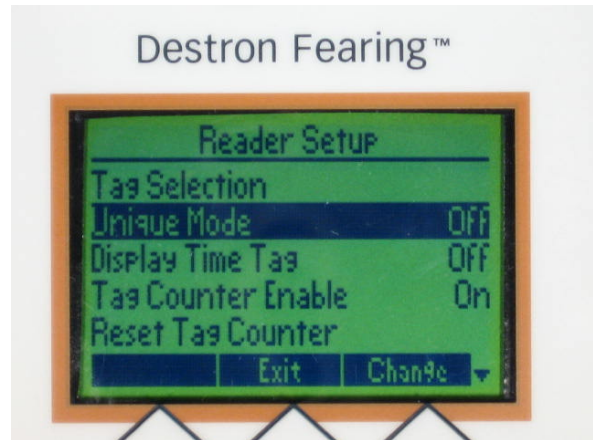 Destron Fearing™
Reader Setup
Tag Selection
Unique Mode Off
Display Time Tag Off
Tag Counter Enable On
Reset Tag Counter
Exit Change